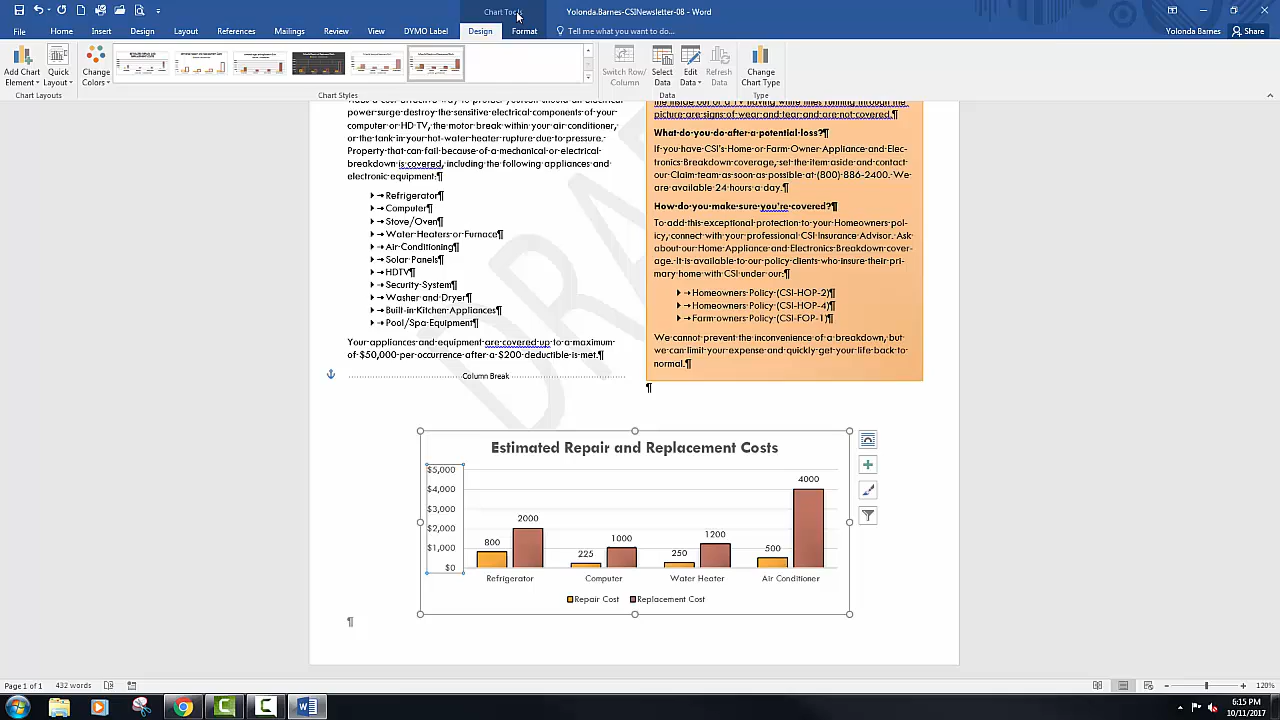 Chart Tools
Yolonda.Barnes-CSINewsletter-08 - Word
File
Home
Insert
Design
Layout
References
Mailings
Review
View
DYMO Label
Design
Format
Tell me what you want to do...
Yolonda Barnes
Share
Add Chart Element
Quick Layout
Change Colors
Switch Row/ Column
Select Data
Edit Data
Refresh Data
Change Chart Type
Chart Layouts
Chart Styles
Data
Type
power·surge·destroy·the·sensitive·electrical·components·of·your·
computer·or·HD-TV,·the·motor·break·within·your·air·conditioner,·
or·the·tank·in·your·hot·water·heater·rupture·due·to·pressure.·
Property·that·can·fail·because·of·a·mechanical·or·electrical·
breakdown·is·covered,·including·the·following·appliances·and·
electronic·equipment:¶
Refrigerator¶
Computer¶
Stove/Oven¶
Water·Heaters·or·Furnace¶
Air·Conditioning¶
Solar·Panels¶
HDTV¶
Security·System¶
Washer·and·Dryer¶
Built-in·Kitchen·Appliances¶
Pool/Spa·Equipment¶
Your·appliances·and·equipment·are·covered·up·to·a·maximum·
of·$50,000·per·occurrence·after·a·$200·deductible·is·met.¶
Column Break
picture·are·signs·of·wear·and·tear·and·are·not·covered.¶
What·do·you·do·after·a·potential·loss?¶
If·you·have·CSI's·Home·or·Farm·Owner·Appliance·and·Elec-
tronics·Breakdown·coverage,·set·the·item·aside·and·contact·
our·Claim·team·as·soon·as·possible·at·(800)·886-2400.·We·
are·available·24·hours·a·day.¶
How·do·you·make·sure·you're·covered?¶
To·add·this·exceptional·protection·to·your·Homeowners·pol-
icy,·connect·with·your·professional·CSI·Insurance·Advisor.·Ask·
about·our·Home·Appliance·and·Electronics·Breakdown·cover-
age.·It·is·available·to·our·policy·clients·who·insure·their·pri-
mary·home·with·CSI·under·our:¶
Homeowners·Policy·(CSI-HOP-2)¶
Homeowners·Policy·(CSI-HOP-4)¶
Farm·owners·Policy·(CSI-FOP-1)¶
We·cannot·prevent·the·inconvenience·of·a·breakdown,·but·
we·can·limit·your·expense·and·quickly·get·your·life·back·to·
normal.¶
¶
DRAFT
Estimated Repair and Replacement Costs
$5,000
$4,000
$3,000
$2,000
$1,000
$0
800
2000
225
1000
250
1200
500
4000
Refrigerator
Computer
Water Heater
Air Conditioner
Repair Cost
Replacement Cost
¶
Page 1 of 1
432 words
120%
6:15 PM
10/11/2017